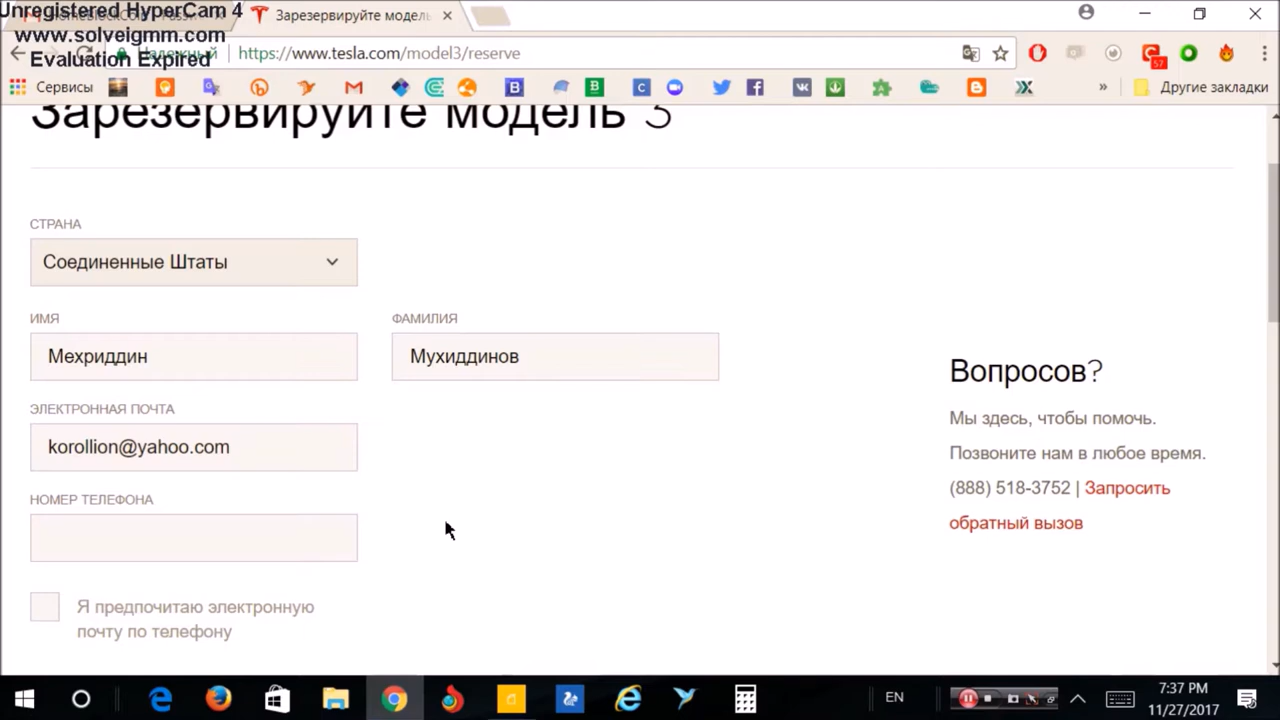 Unregistered HyperCam 4
www.solveigmm.com
Evaluation Expired
Зарезервируйте модель
Надежный
https://www.tesla.com/model3/reserve
Сервисы
57
Другие закладки
Зарезервируйте модель 3
СТРАНА
Соединенные Штаты
ИМЯ
ФАМИЛИЯ
Мехриддин
Мухиддинов
ЭЛЕКТРОННАЯ ПОЧТА
korollion@yahoo.com
НОМЕР ТЕЛЕФОНА
Я предпочитаю электронную
почту по телефону
Вопросов?
Мы здесь, чтобы помочь.
Позвоните нам в любое время.
(888) 518-3752 | Запросить
обратный вызов
EN
7:37 PM
11/27/2017